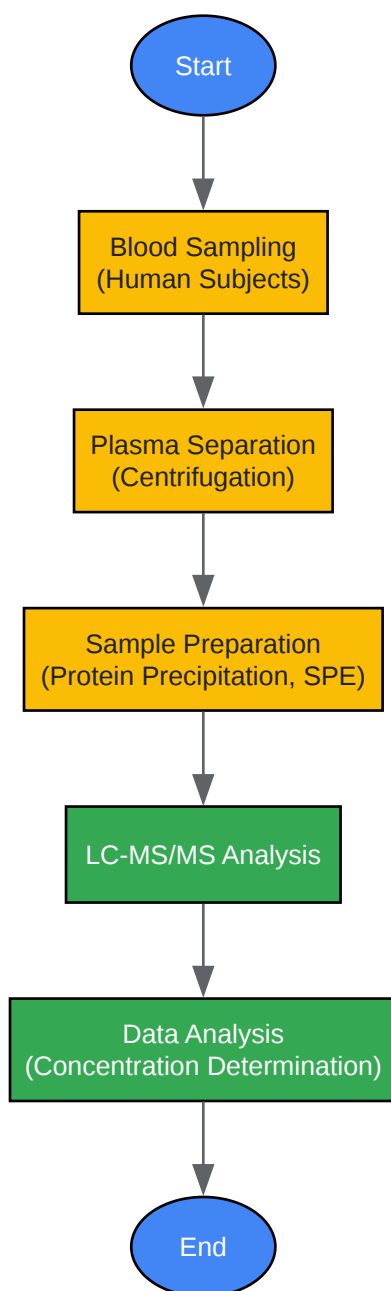 Start
Blood Sampling
(Human Subjects)
Plasma Separation
(Centrifugation)
Sample Preparation
(Protein Precipitation, SPE)
LC-MS/MS Analysis
Data Analysis
(Concentration Determination)
End